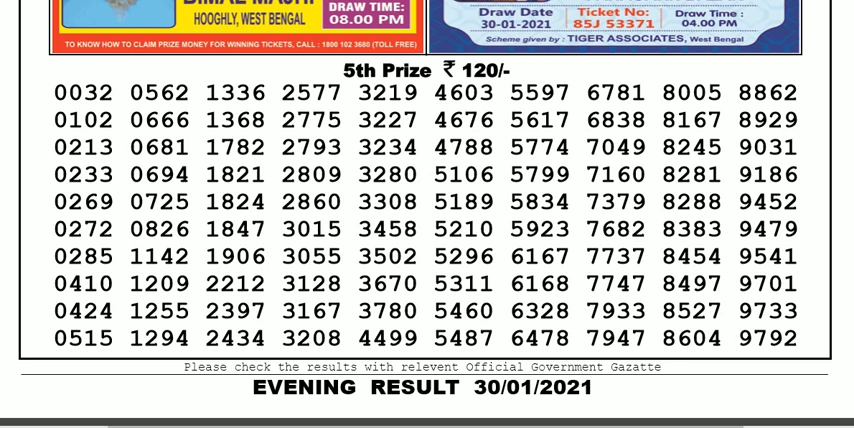 BIMAL MAJHI
HOOGHLY, WEST BENGAL
DRAW TIME:
08.00 PM
TO KNOW HOW TO CLAIM PRIZE MONEY FOR WINNING TICKETS, CALL : 1800 102 3680 (TOLL FREE)
Draw Date
30-01-2021
Ticket No:
85J 53371
Draw Time :
04.00 PM
Scheme given by : TIGER ASSOCIATES, West Bengal
5th Prize ₹ 120/-
0032 0562 1336 2577 3219 4603 5597 6781 8005 8862
0102 0666 1368 2775 3227 4676 5617 6838 8167 8929
0213 0681 1782 2793 3234 4788 5774 7049 8245 9031
0233 0694 1821 2809 3280 5106 5799 7160 8281 9186
0269 0725 1824 2860 3308 5189 5834 7379 8288 9452
0272 0826 1847 3015 3458 5210 5923 7682 8383 9479
0285 1142 1906 3055 3502 5296 6167 7737 8454 9541
0410 1209 2212 3128 3670 5311 6168 7747 8497 9701
0424 1255 2397 3167 3780 5460 6328 7933 8527 9733
0515 1294 2434 3208 4499 5487 6478 7947 8604 9792
Please check the results with relevent Official Government Gazatte
EVENING RESULT 30/01/2021